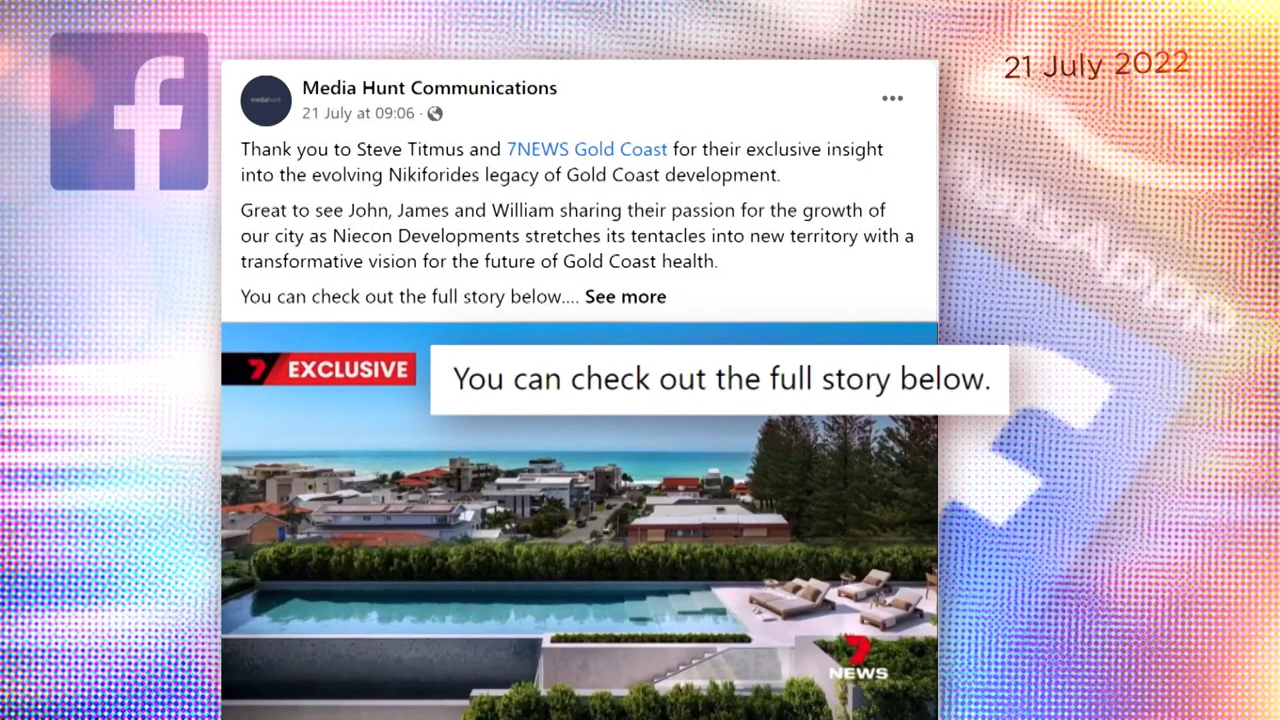 21 July 2022
Media Hunt Communications
mediahunt
21 July at 09:06 ·
Thank you to Steve Titmus and 7NEWS Gold Coast for their exclusive insight
into the evolving Nikiforides legacy of Gold Coast development.
Great to see John, James and William sharing their passion for the growth of
our city as Niecon Developments stretches its tentacles into new territory with a
transformative vision for the future of Gold Coast health.
You can check out the full story below.... See more
7 EXCLUSIVE
You can check out the full story below.
7
NEWS